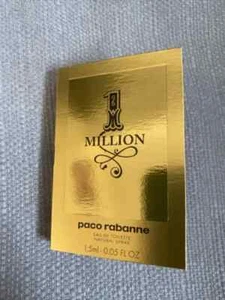 1
MILLION
paco rabanne
EAU DE TOILETTE
NATURAL SPRAY
1.5ml - 0.05 FL.OZ